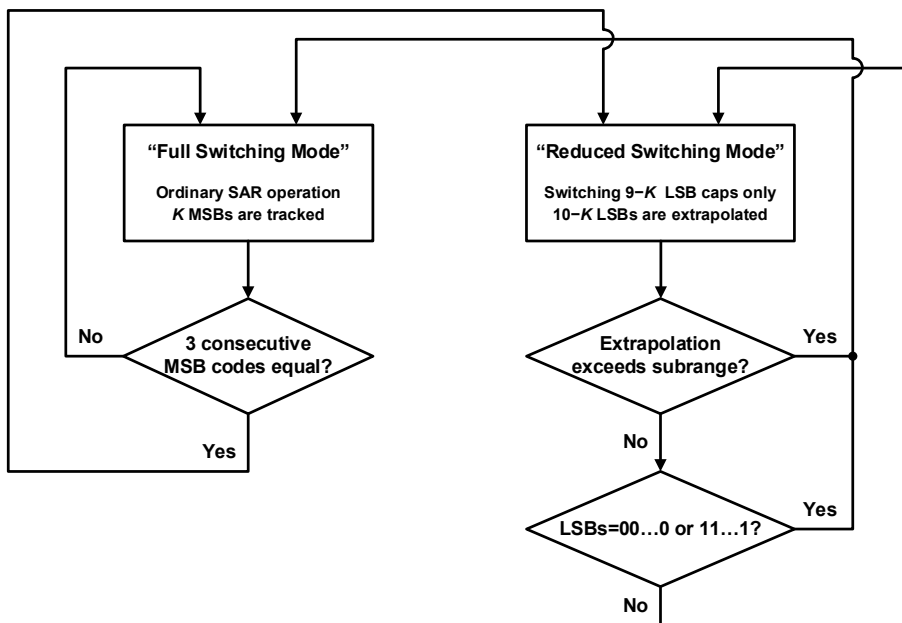 “Full Switching Mode”
Ordinary SAR operation
K MSBs are tracked
No
3 consecutive
MSB codes equal?
Yes
“Reduced Switching Mode”
Switching 9−K LSB caps only
10−K LSBs are extrapolated
Extrapolation
exceeds subrange?
Yes
No
LSBs=00…0 or 11…1?
Yes
No